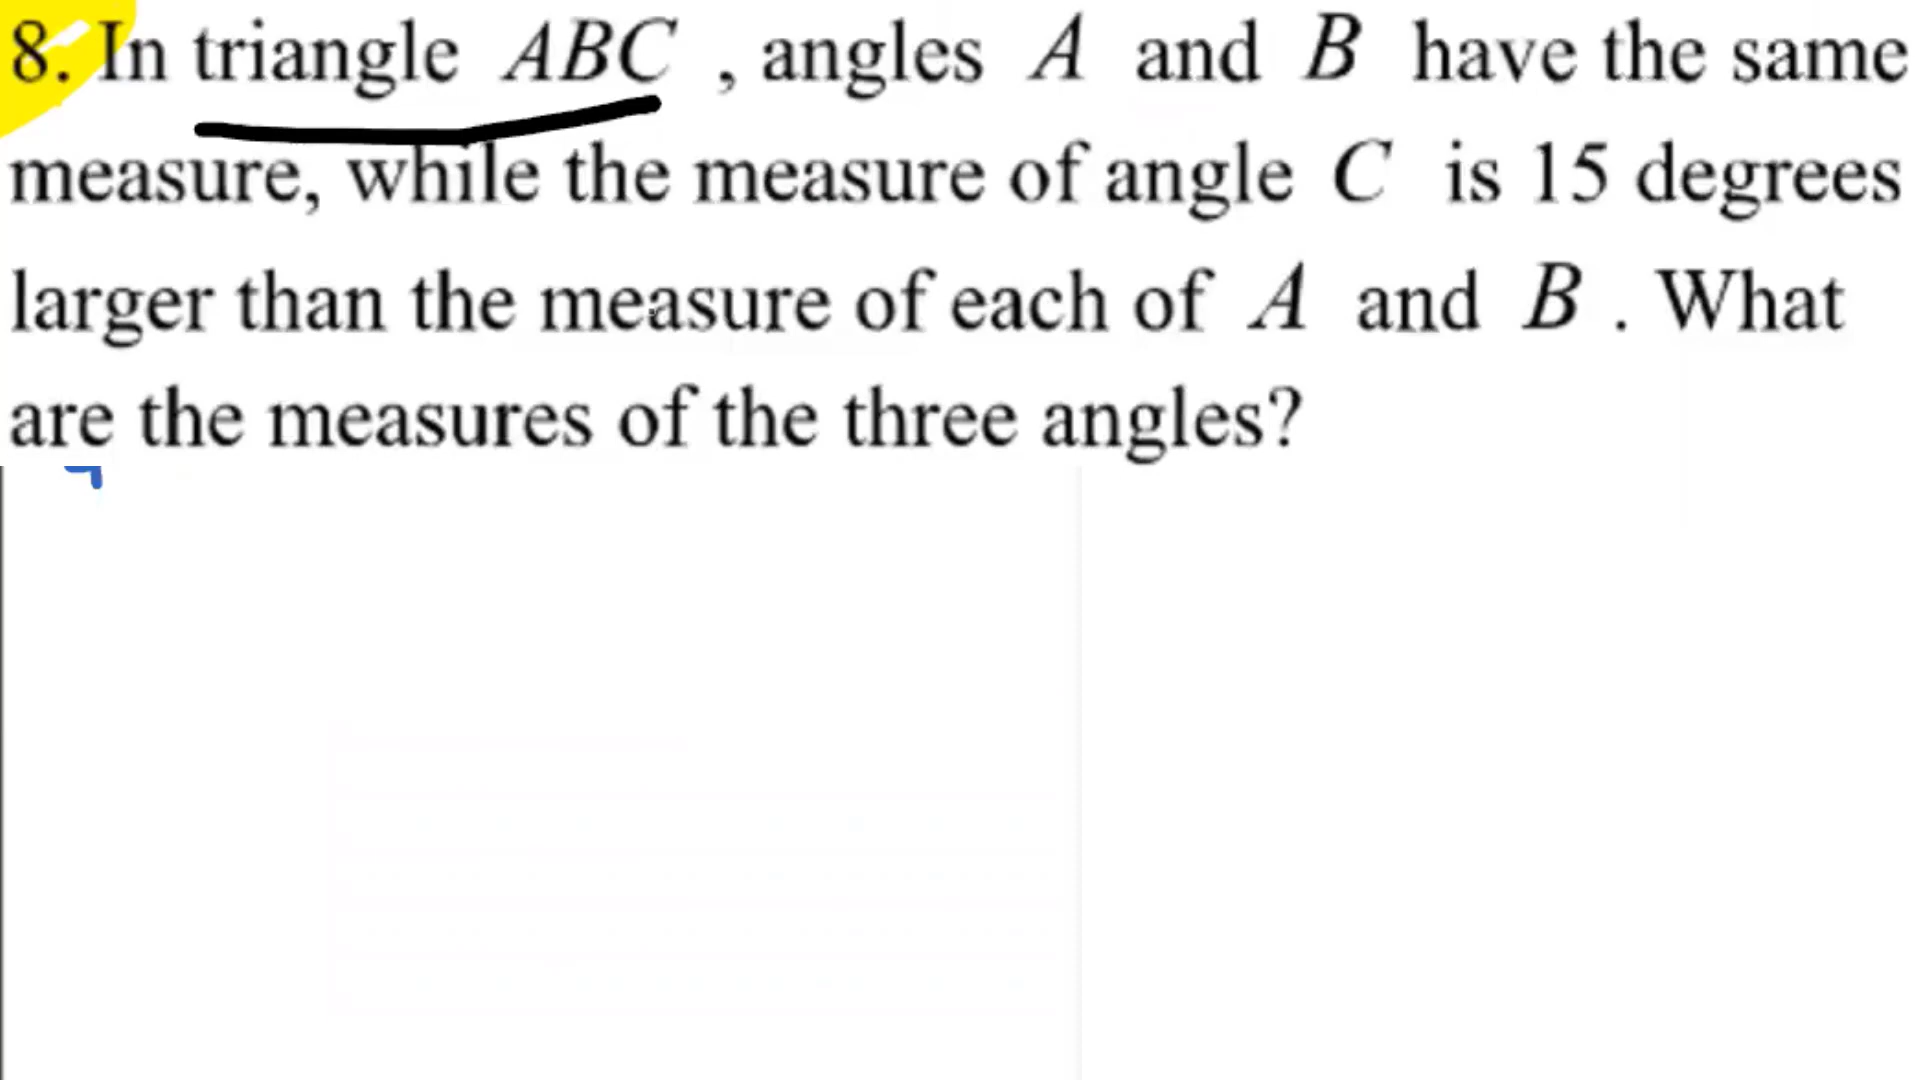 8. In triangle ABC , angles A and B have the same
measure, while the measure of angle C is 15 degrees
larger than the measure of each of A and B . What
are the measures of the three angles?